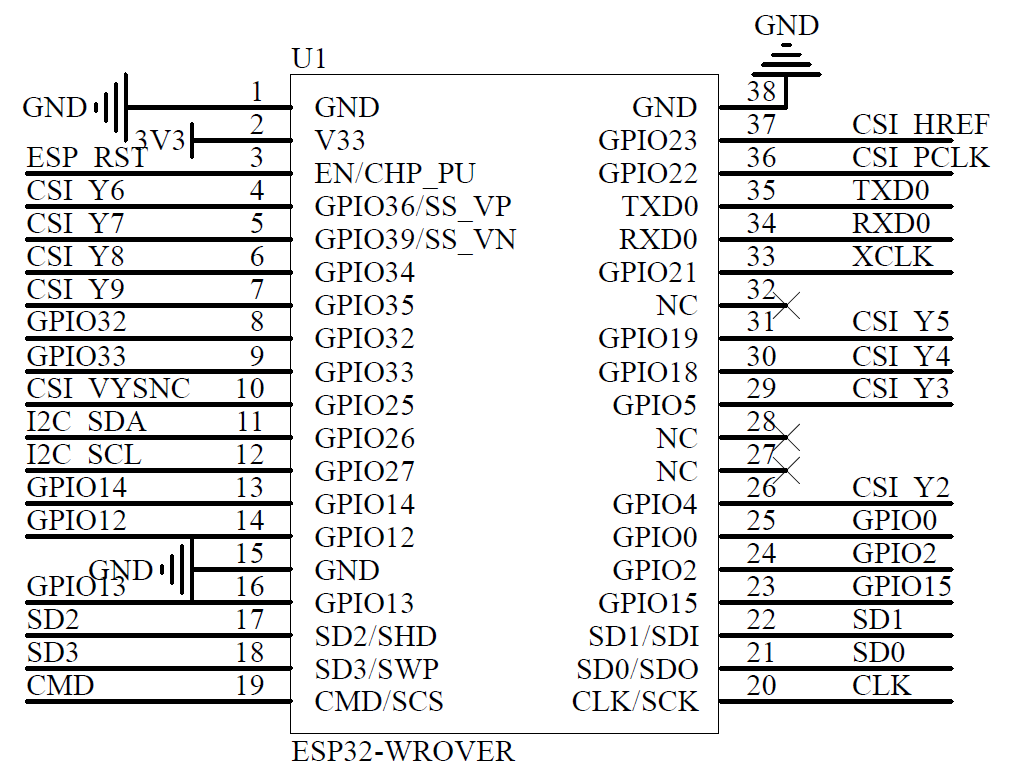 GND
U1
1 GND 38
GND GND GND
2 37 CSI_HREF
3V3 V33 GPIO23
ESP_RST 3 36 CSI_PCLK
EN/CHP_PU GPIO22
CSI_Y6 4 35 TXD0
GPIO36/SS_VP TXD0
CSI_Y7 5 34 RXD0
GPIO39/SS_VN RXD0
CSI_Y8 6 33 XCLK
GPIO34 GPIO21
CSI_Y9 7 32
GPIO35 NC
GPIO32 8 31 CSI_Y5
GPIO32 GPIO19
GPIO33 9 30 CSI_Y4
GPIO33 GPIO18
CSI_VYSNC 10 29 CSI_Y3
GPIO25 GPIO5
I2C_SDA 11 28
GPIO26 NC
I2C_SCL 12 27
GPIO27 NC
GPIO14 13 26 CSI_Y2
GPIO14 GPIO4
GPIO12 14 25 GPIO0
GPIO12 GPIO0
15 24 GPIO2
GND GND GPIO2
GPIO13 16 23 GPIO15
GPIO13 GPIO15
SD2 17 22 SD1
SD2/SHD SD1/SDI
SD3 18 21 SD0
SD3/SWP SD0/SDO
CMD 19 20 CLK
CMD/SCS CLK/SCK
ESP32-WROVER